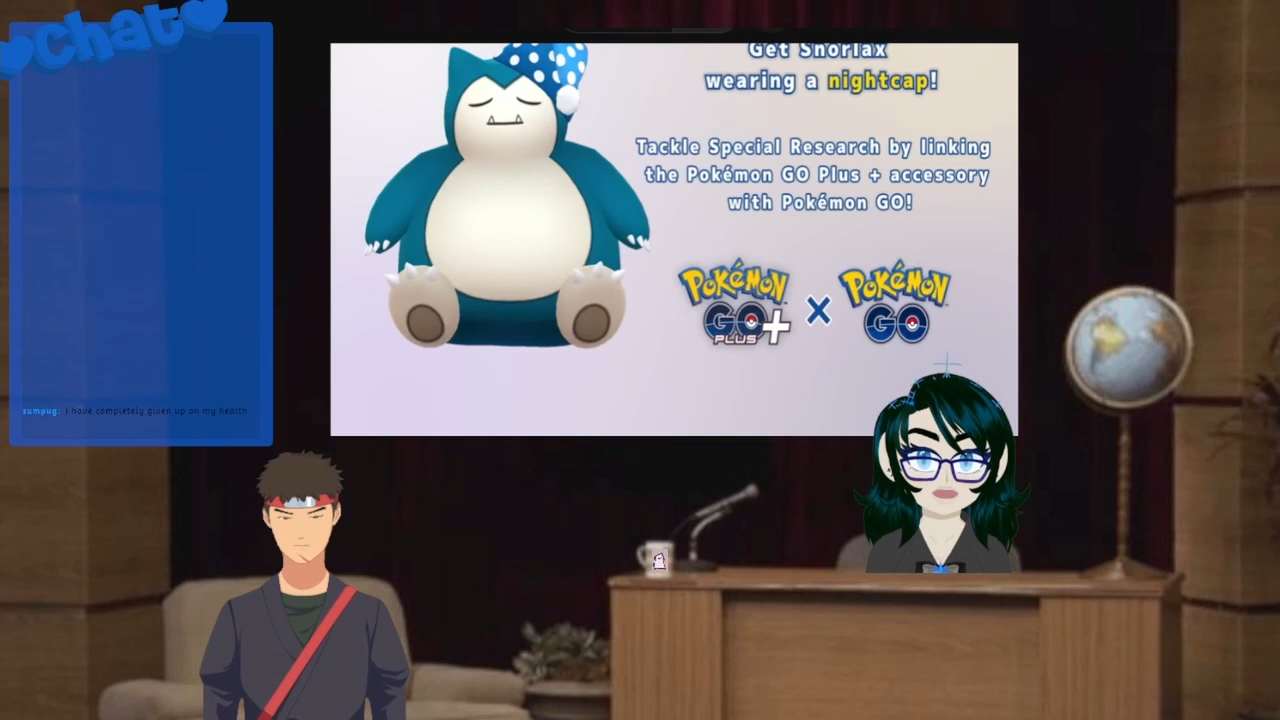 Chat
Get Snorlax
wearing a nightcap!
Tackle Special Research by linking
the Pokémon GO Plus + accessory
with Pokémon GO!
POKÉMON
GO +
PLUS
X
POKÉMON
GO
sumpug: I have completely given up on my health